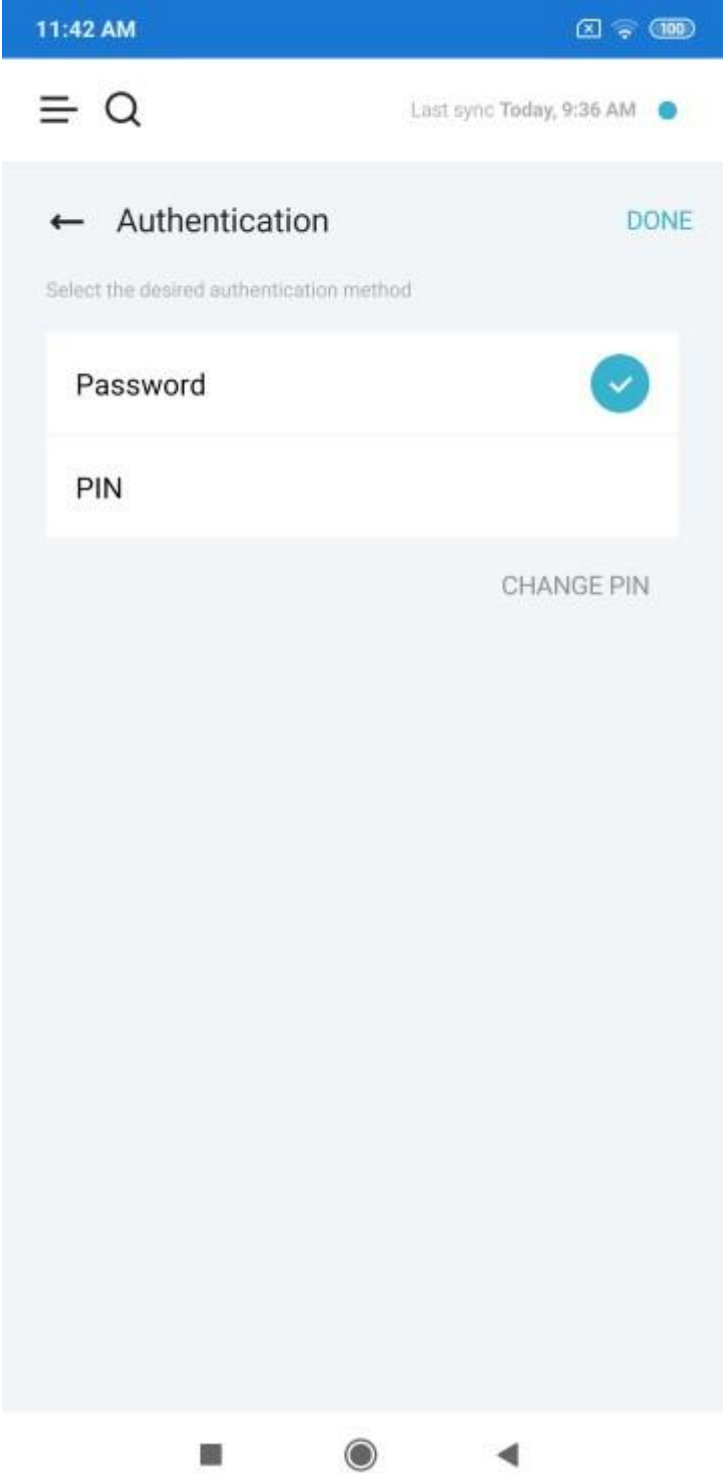 11:42 AM
100
Last sync Today, 9:36 AM
Authentication
DONE
Select the desired authentication method
Password
PIN
CHANGE PIN